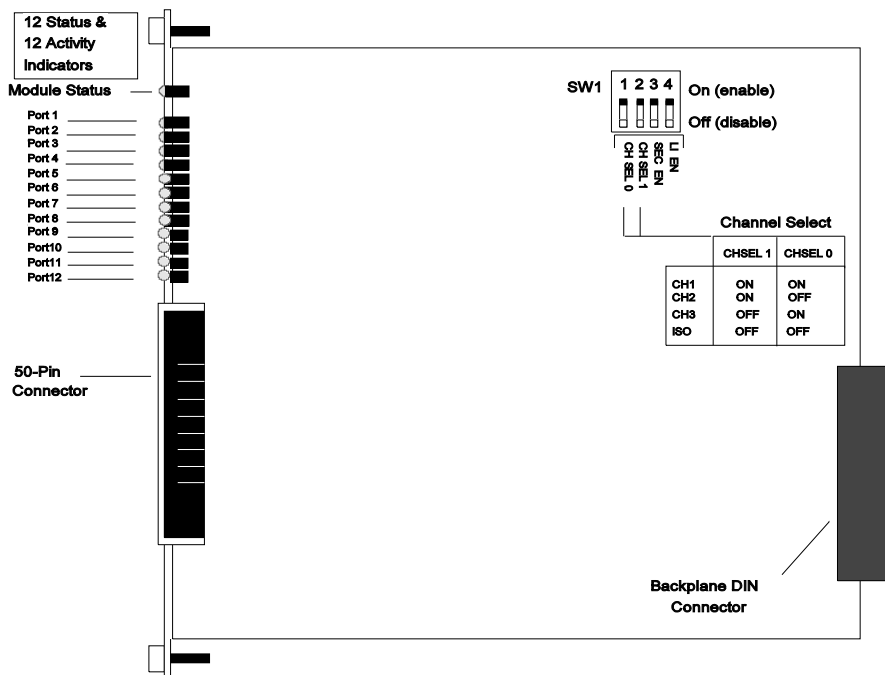 12 Status &
12 Activity
Indicators
Module Status
Port 1
Port 2
Port 3
Port 4
Port 5
Port 6
Port 7
Port 8
Port 9
Port10
Port11
Port12
50-Pin
Connector
SW1
1 2 3 4
On (enable)
Off (disable)
CH SEL 0
CH SEL 1
SEC EN
LI EN
Channel Select
CHSEL 1 CHSEL 0
CH1 ON ON
CH2 ON OFF
CH3 OFF ON
ISO OFF OFF
Backplane DIN
Connector